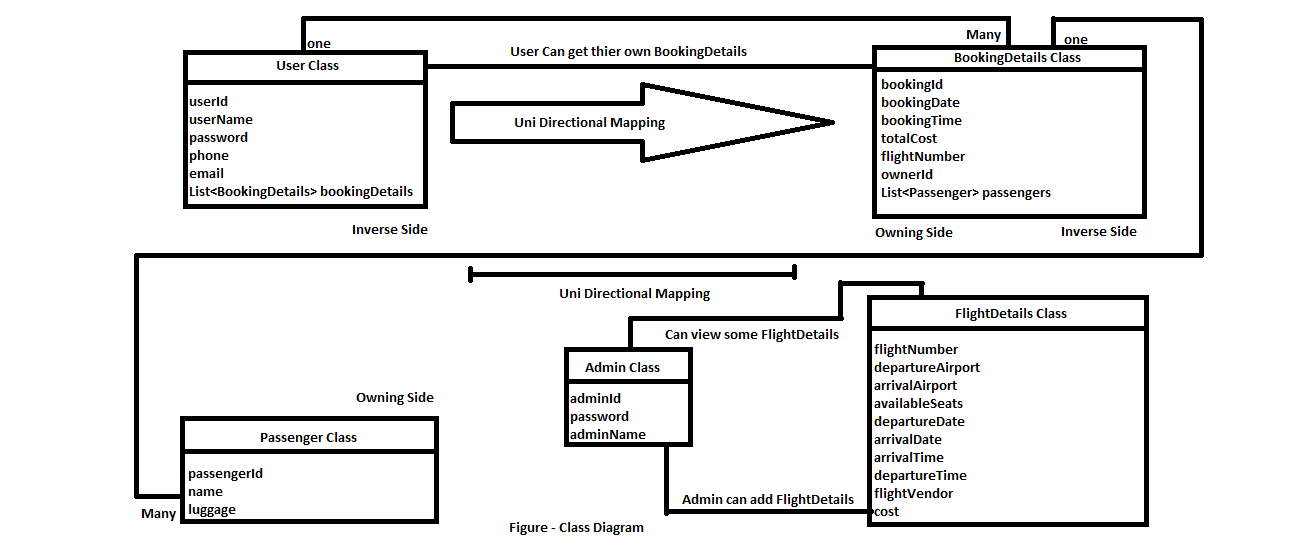 one
Many
one
User Can get thier own BookingDetails
User Class
userId
userName
password
phone
email
List<BookingDetails> bookingDetails
Inverse Side
Uni Directional Mapping
BookingDetails Class
bookingId
bookingDate
bookingTime
totalCost
flightNumber
ownerId
List<Passenger> passengers
Owning Side
Inverse Side
Uni Directional Mapping
Can view some FlightDetails
FlightDetails Class
flightNumber
departureAirport
arrivalAirport
availableSeats
departureDate
arrivalDate
arrivalTime
departureTime
flightVendor
cost
Admin Class
adminId
password
adminName
Admin can add FlightDetails
Owning Side
Passenger Class
passengerId
name
luggage
Many
Figure - Class Diagram